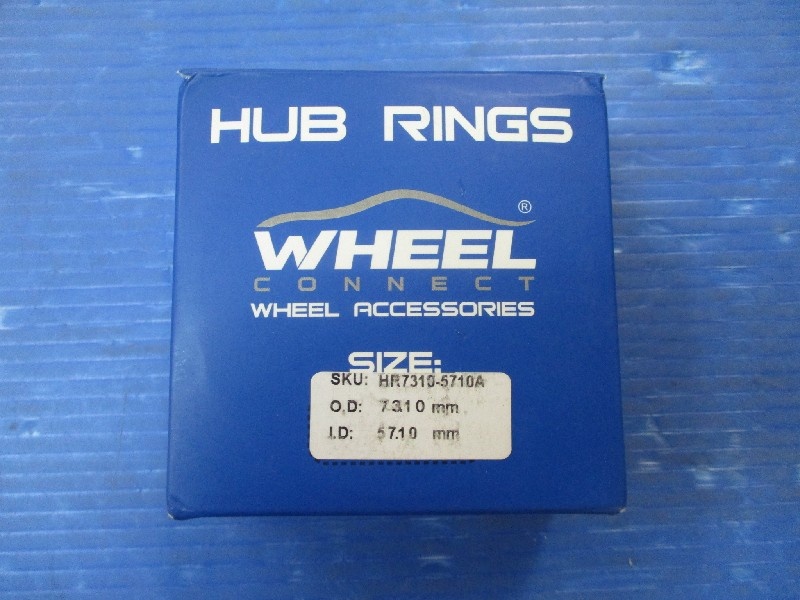 HUB RINGS
®
WHEEL
CONNECT
WHEEL ACCESSORIES
SIZE:
SKU: HR7310-5710A
O.D: 73.10 mm
I.D: 57.10 mm